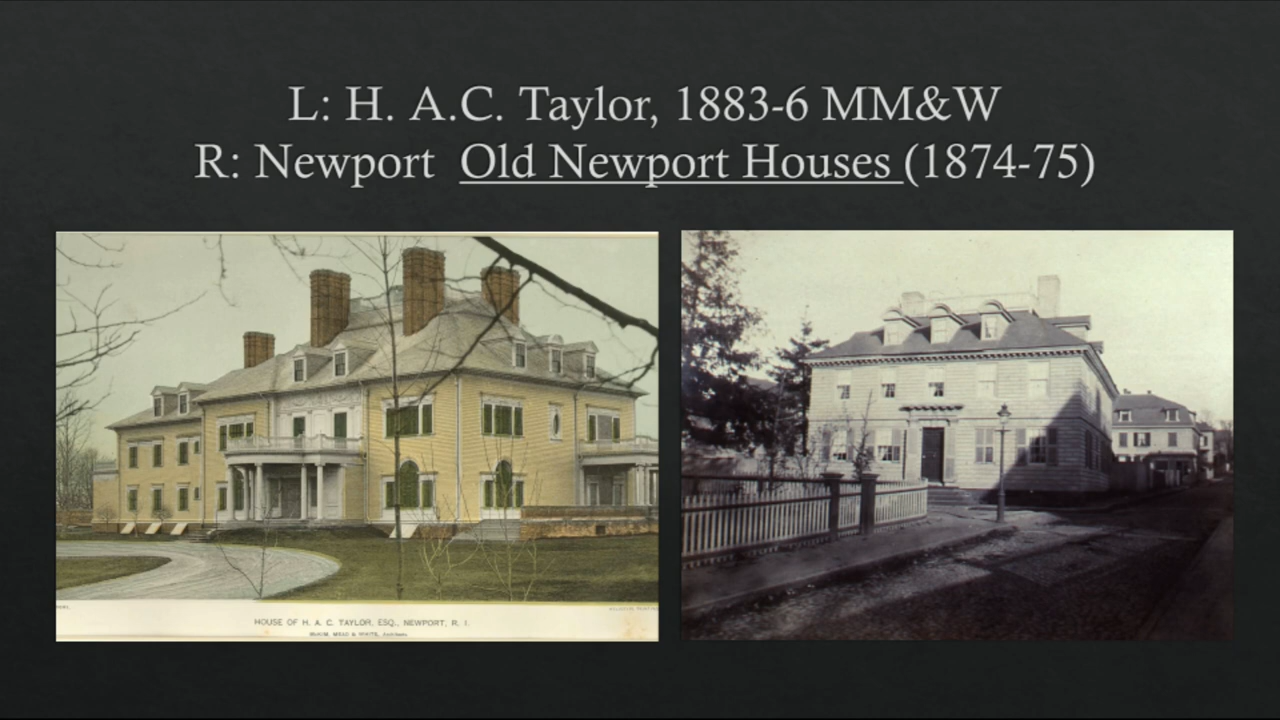 L: H. A.C. Taylor, 1883-6 MM&W
R: Newport Old Newport Houses (1874-75)
HOUSE OF H. A. C. TAYLOR, ESQ., NEWPORT, R. I.
McKIM, MEAD & WHITE, Architects.